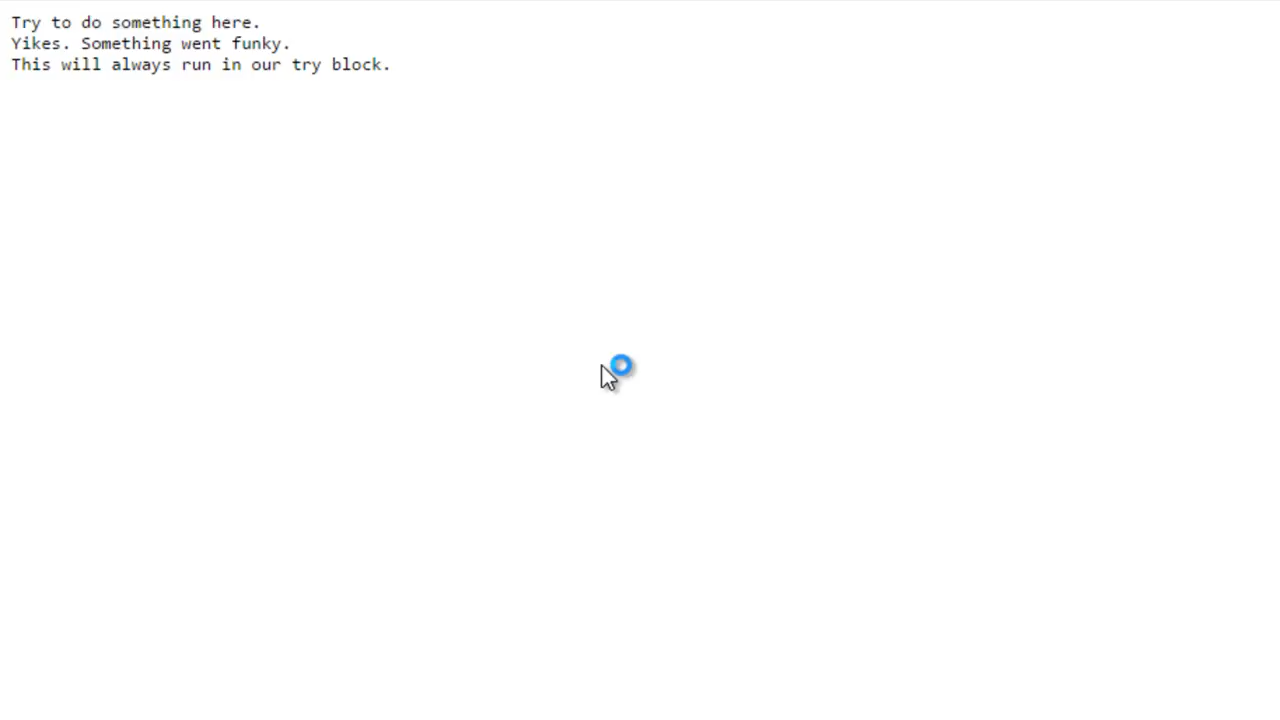 Try to do something here.
Yikes. Something went funky.
This will always run in our try block.